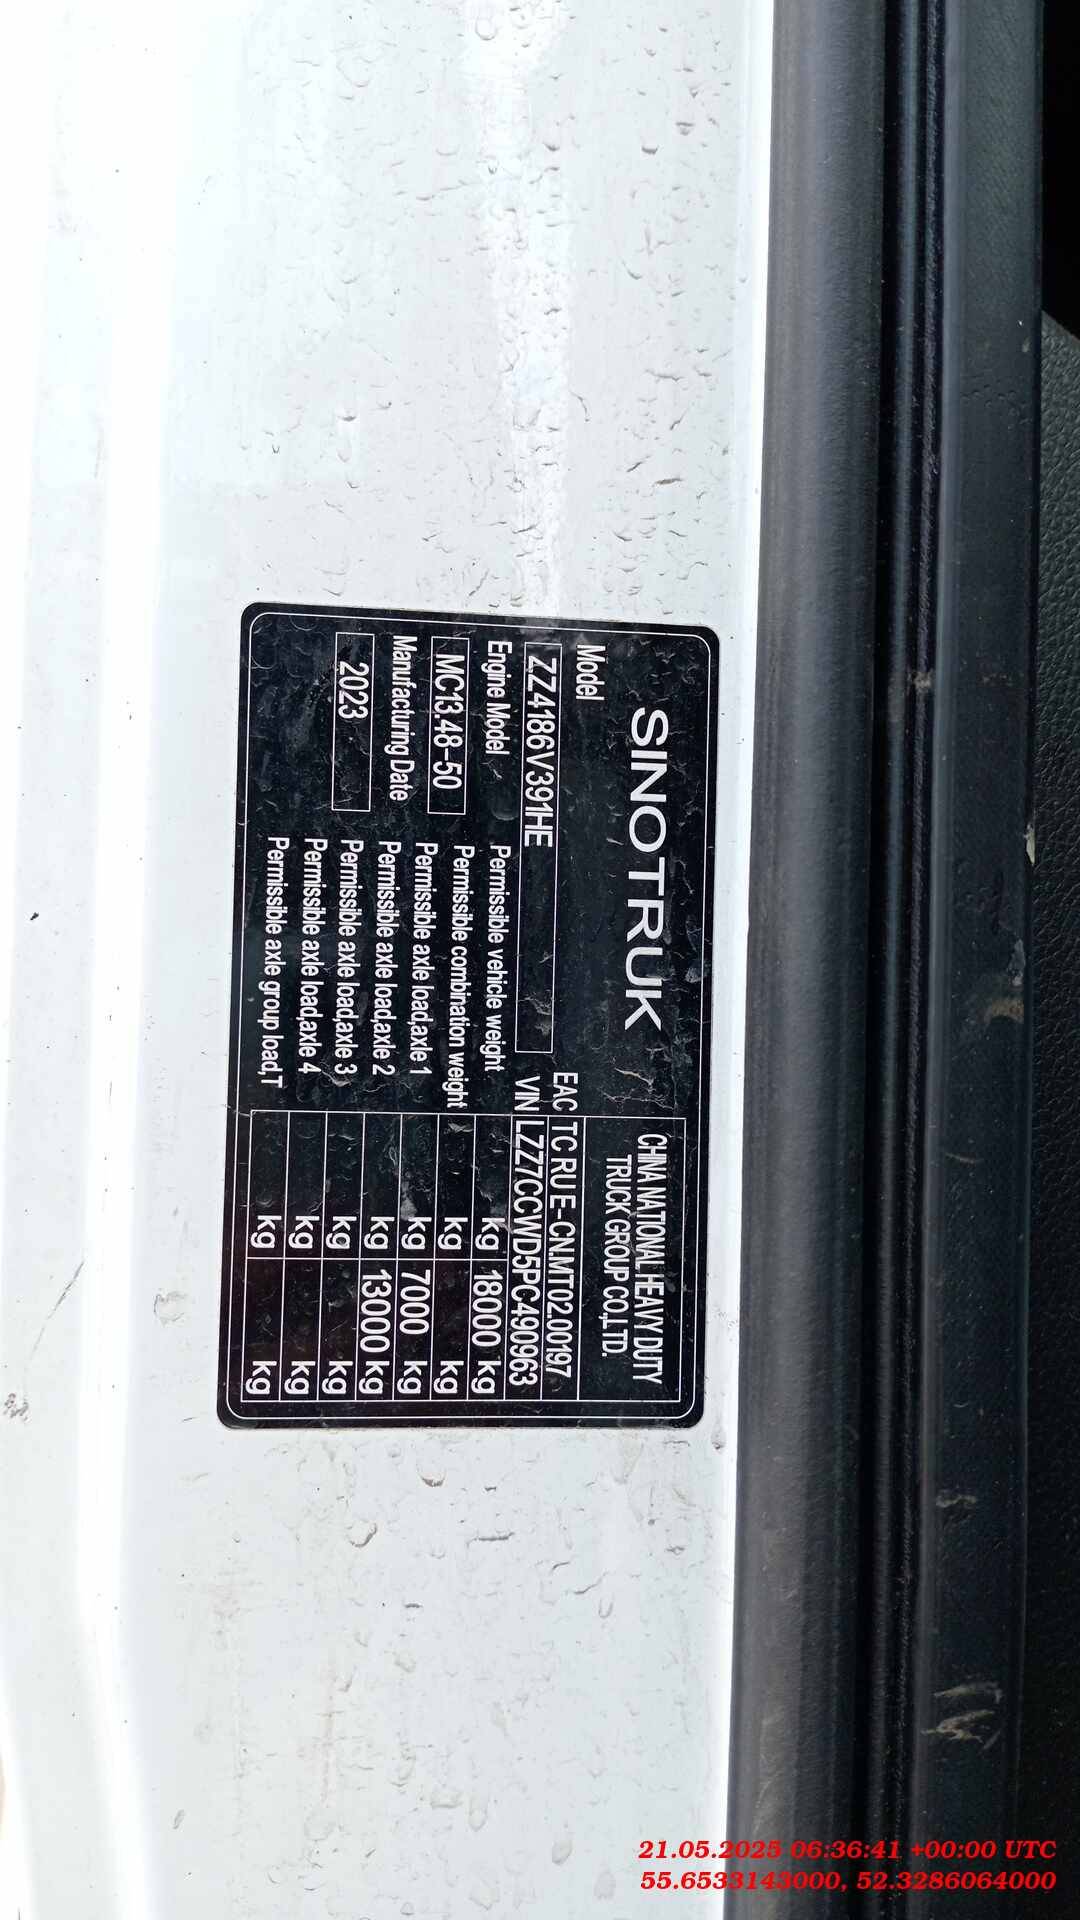 SINOTRUK
CHINA NATIONAL HEAVY DUTY
TRUCK GROUP CO.,LTD.
Model
EAC TC RU E-CN.MT02.00197
ZZ4186V391HE
VIN LZZ7CCWD5PC490963
Engine Model
MC13.48-50
Manufacturing Date
2023
Permissible vehicle weight kg 18000 kg
Permissible combination weight kg kg
Permissible axle load,axle 1 kg 7000 kg
Permissible axle load,axle 2 kg 13000 kg
Permissible axle load,axle 3 kg kg
Permissible axle load,axle 4 kg kg
Permissible axle group load,T kg kg
21.05.2025 06:36:41 +00:00 UTC
55.6533143000, 52.3286064000